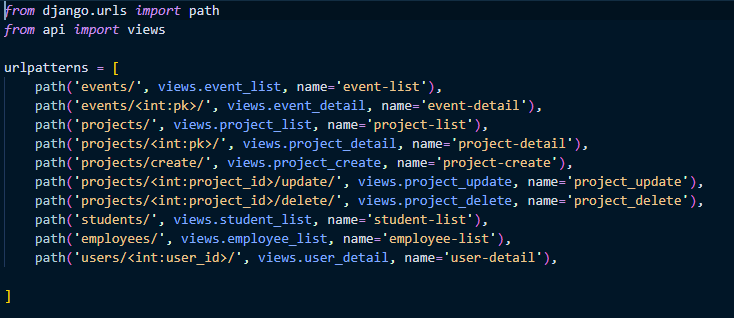 from django.urls import path
from api import views
urlpatterns = [
    path('events/', views.event_list, name='event-list'),
    path('events/<int:pk>/', views.event_detail, name='event-detail'),
    path('projects/', views.project_list, name='project-list'),
    path('projects/<int:pk>/', views.project_detail, name='project-detail'),
    path('projects/create/', views.project_create, name='project-create'),
    path('projects/<int:project_id>/update/', views.project_update, name='project_update'),
    path('projects/<int:project_id>/delete/', views.project_delete, name='project_delete'),
    path('students/', views.student_list, name='student-list'),
    path('employees/', views.employee_list, name='employee-list'),
    path('users/<int:user_id>/', views.user_detail, name='user-detail'),
]